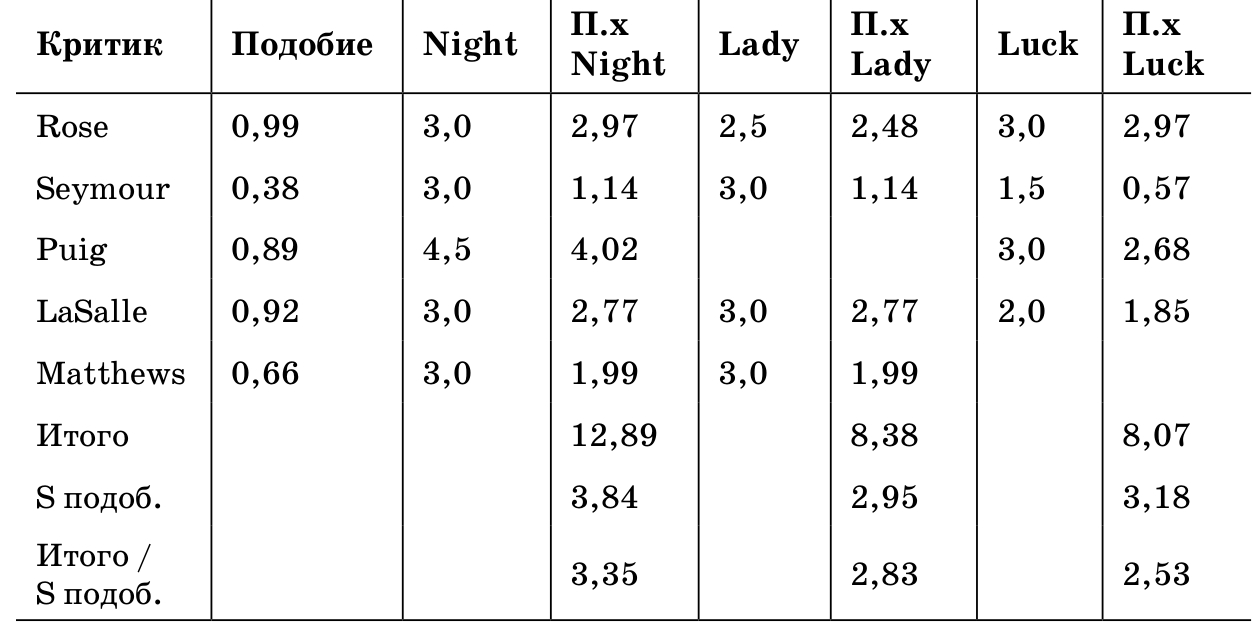 Критик Подобие Night П.x Night Lady П.x Lady Luck П.x Luck
Rose 0,99 3,0 2,97 2,5 2,48 3,0 2,97
Seymour 0,38 3,0 1,14 3,0 1,14 1,5 0,57
Puig 0,89 4,5 4,02 3,0 2,68
LaSalle 0,92 3,0 2,77 3,0 2,77 2,0 1,85
Matthews 0,66 3,0 1,99 3,0 1,99
Итого 12,89 8,38 8,07
S подоб. 3,84 2,95 3,18
Итого / S подоб. 3,35 2,83 2,53